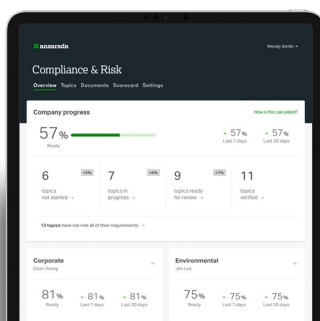 ansarada
Wendy Smith
Compliance & Risk
Overview Topics Documents Scorecard Settings
Company progress
How is this calculated?
57%
Ready
- 57%
Last 7 days
- 57%
Last 30 days
6
topics
not started →
+6%
7
topics in
progress →
+6%
9
topics ready
for review →
+7%
11
topics
verified →
13 topics have not met all of their requirements →
Corporate →
Dean Yeong
81%
Ready
- 81%
Last 7 days
- 81%
Last 30 days
Environmental →
Jim Lee
75%
Ready
- 75%
Last 7 days
- 75%
Last 30 days